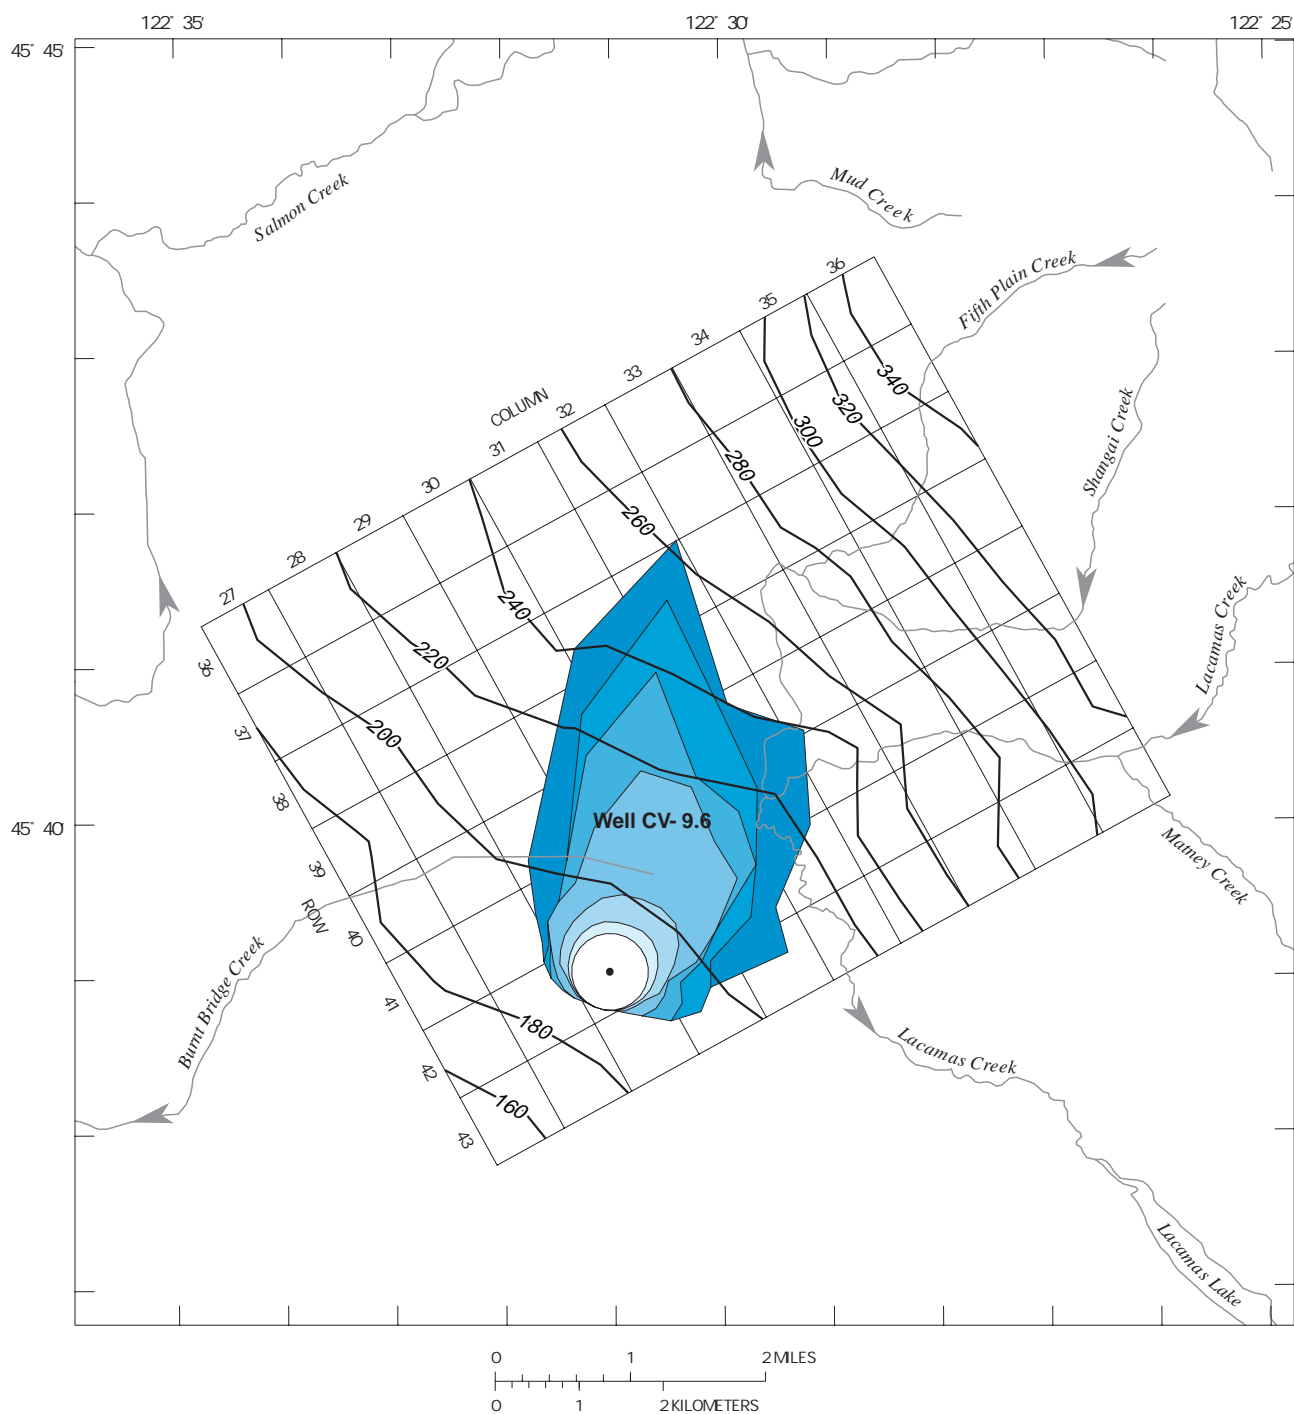 122° 35'
122° 30'
122° 25'
45° 45'
Salmon Creek
Mud Creek
Fifth Plain Creek
Shangai Creek
Lacamas Creek
COLUMN
27
28
29
30
31
32
33
34
35
36
340
320
300
280
260
240
220
200
180
160
36
37
38
39
40
41
42
43
ROW
45° 40'
Well CV- 9.6
Burnt Bridge Creek
Matney Creek
Lacamas Creek
Lacamas Lake
0 1 2 MILES
0 1 2 KILOMETERS